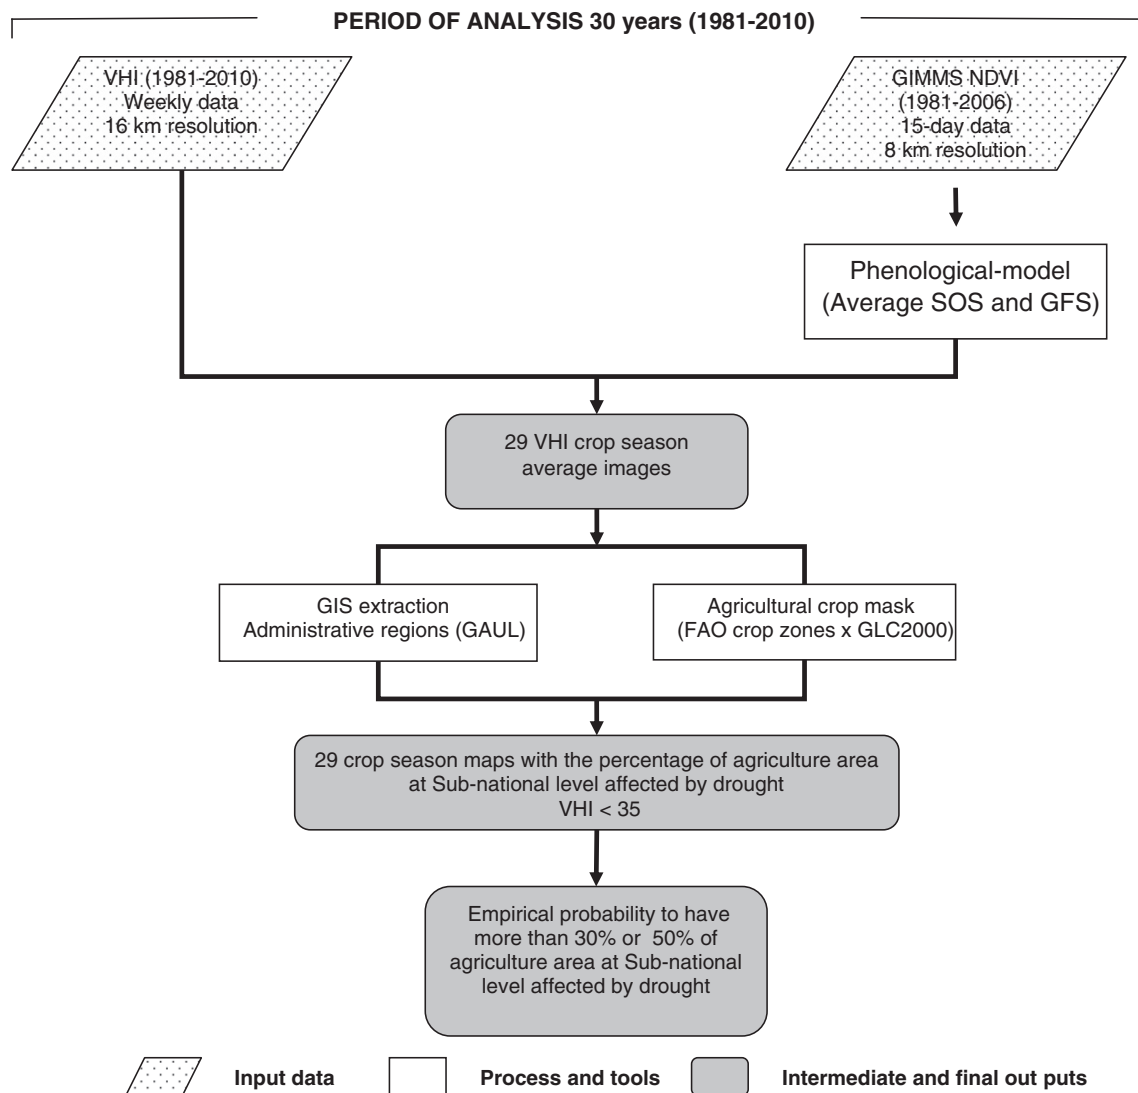 PERIOD OF ANALYSIS 30 years (1981-2010)
VHI (1981-2010)
Weekly data
16 km resolution
GIMMS NDVI
(1981-2006)
15-day data
8 km resolution
Phenological-model
(Average SOS and GFS)
29 VHI crop season
average images
GIS extraction
Administrative regions (GAUL)
Agricultural crop mask
(FAO crop zones x GLC2000)
29 crop season maps with the percentage of agriculture area
at Sub-national level affected by drought
VHI < 35
Empirical probability to have
more than 30% or 50% of
agriculture area at Sub-national
level affected by drought
Input data
Process and tools
Intermediate and final out puts